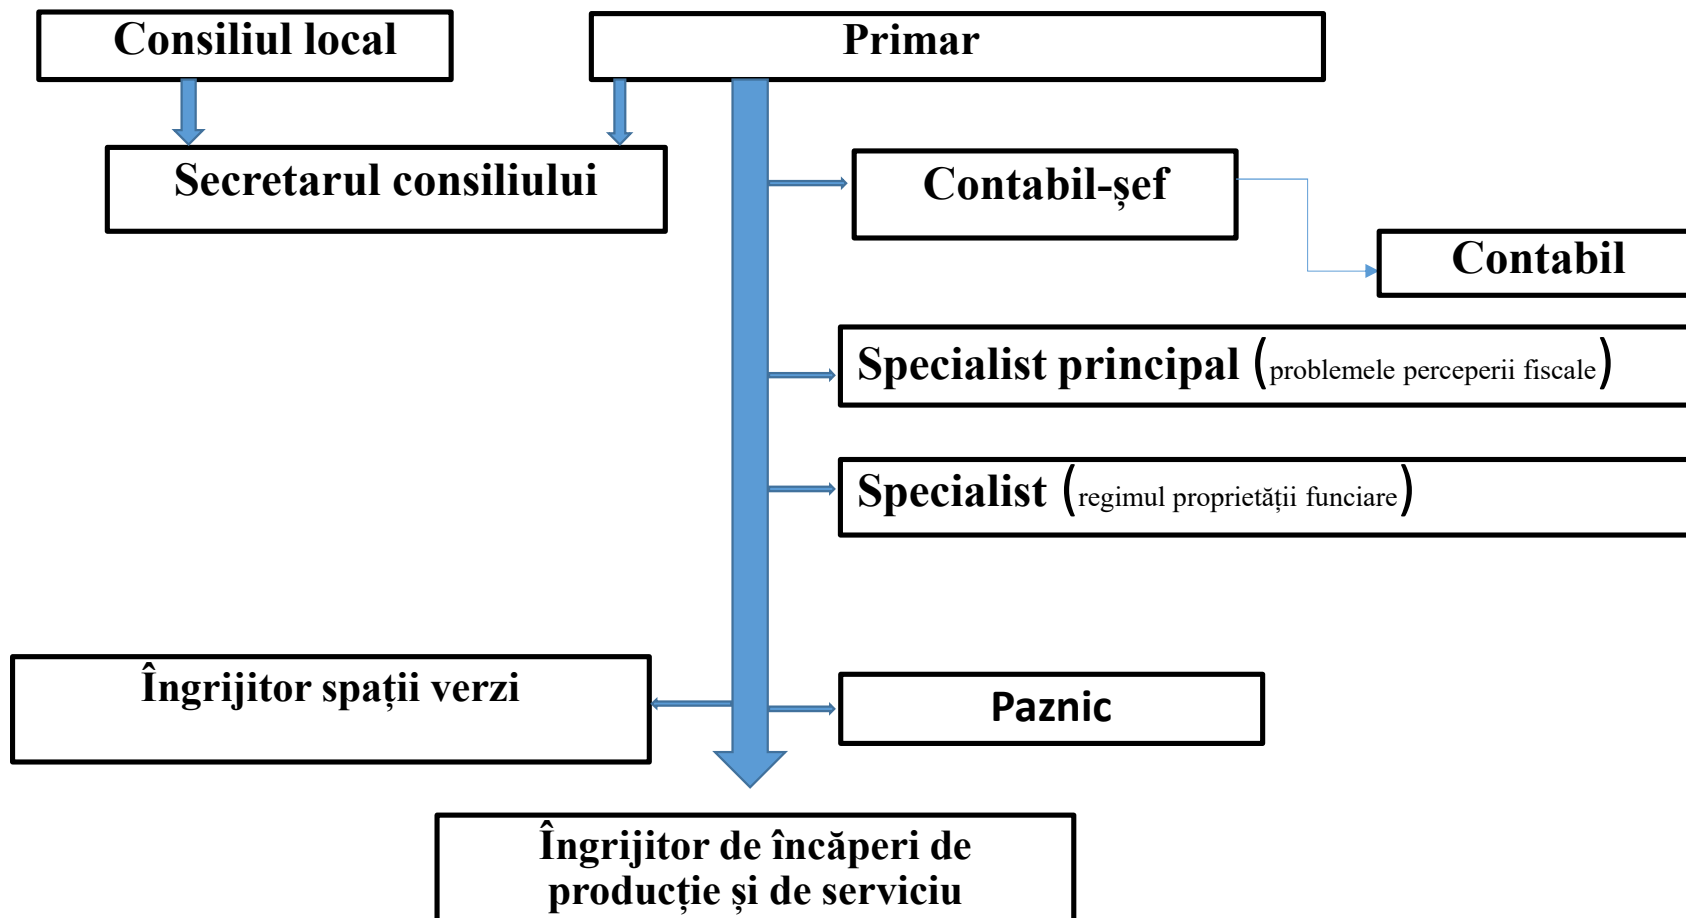 Consiliul local
Primar
Secretarul consiliului
Contabil-șef
Contabil
Specialist principal (problemele perceperii fiscale)
Specialist (regimul proprietății funciare)
Îngrijitor spații verzi
Paznic
Îngrijitor de încăperi de
producție și de serviciu